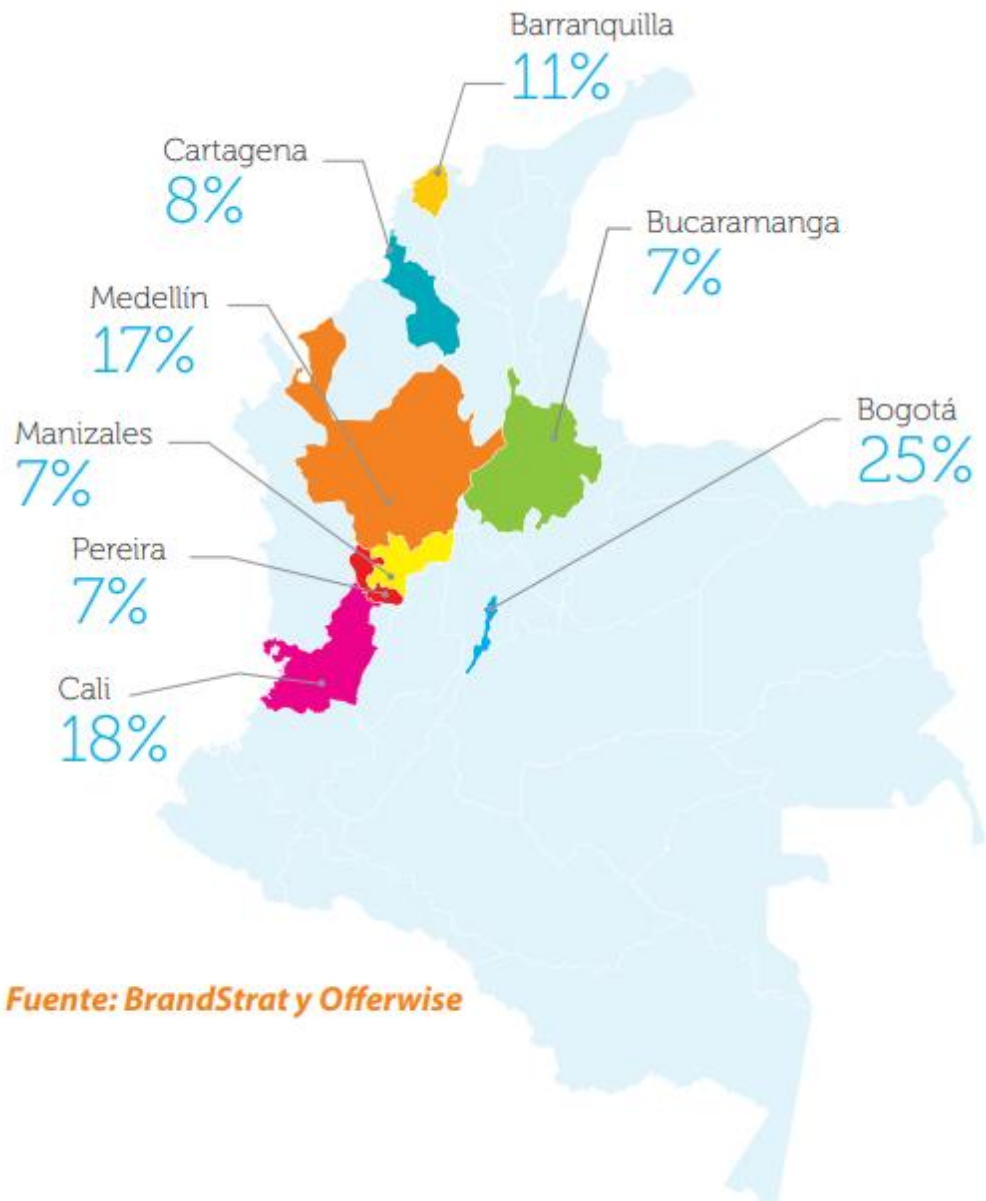 Barranquilla
11%
Cartagena
8%
Bucaramanga
7%
Medellín
17%
Bogotá
25%
Manizales
7%
Pereira
7%
Cali
18%
Fuente: BrandStrat y Offerwise